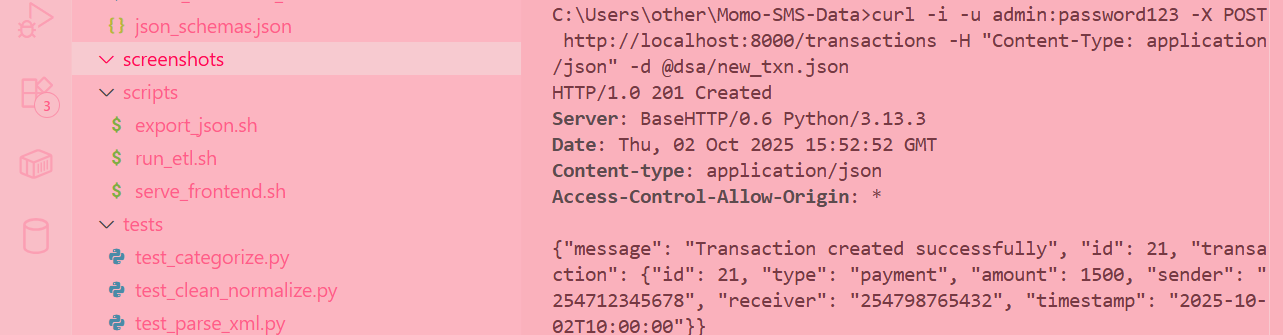 json_schemas.json
screenshots
scripts
export_json.sh
run_etl.sh
serve_frontend.sh
tests
test_categorize.py
test_clean_normalize.py
test_parse_xml.py
3
C:\Users\other\Momo-SMS-Data>curl -i -u admin:password123 -X POST
http://localhost:8000/transactions -H "Content-Type: application
/json" -d @dsa/new_txn.json
HTTP/1.0 201 Created
Server: BaseHTTP/0.6 Python/3.13.3
Date: Thu, 02 Oct 2025 15:52:52 GMT
Content-type: application/json
Access-Control-Allow-Origin: *
{"message": "Transaction created successfully", "id": 21, "transa
ction": {"id": 21, "type": "payment", "amount": 1500, "sender": "
254712345678", "receiver": "254798765432", "timestamp": "2025-10-
02T10:00:00"}}